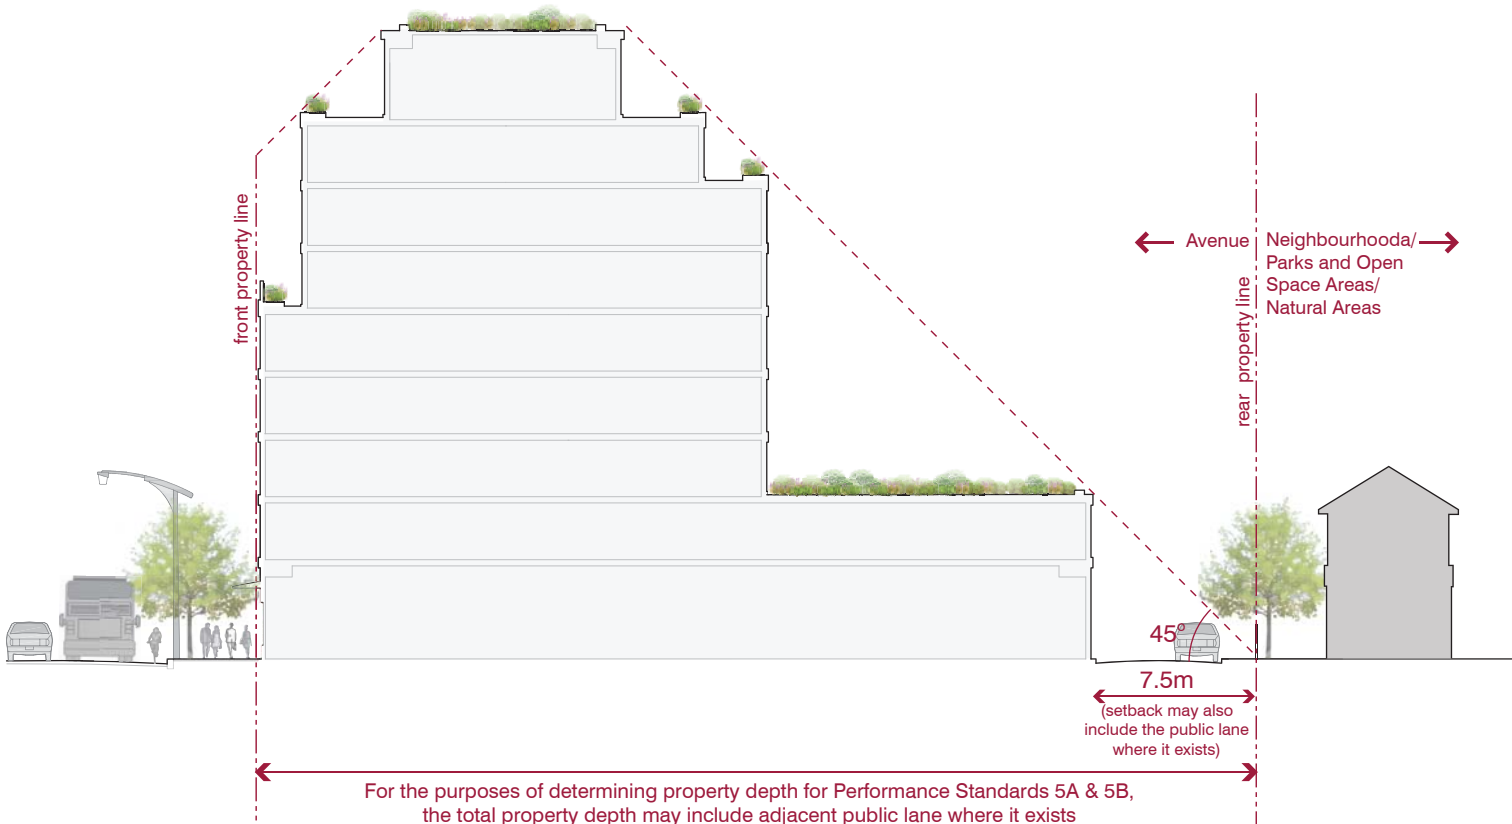 front property line
Avenue
Neighbourhooda/
Parks and Open
Space Areas/
Natural Areas
rear property line
45°
7.5m
(setback may also
include the public lane
where it exists)
For the purposes of determining property depth for Performance Standards 5A & 5B,
the total property depth may include adjacent public lane where it exists